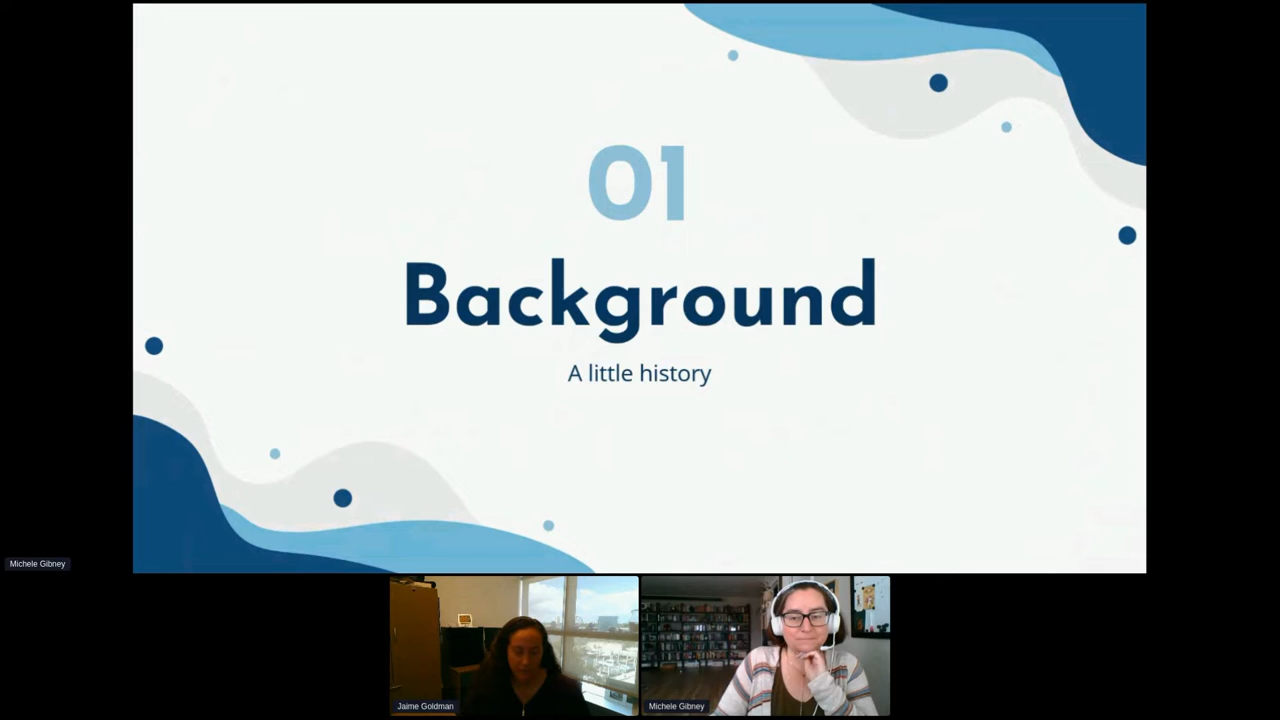 01
Background
A little history
Michele Gibney
Jaime Goldman
Michele Gibney